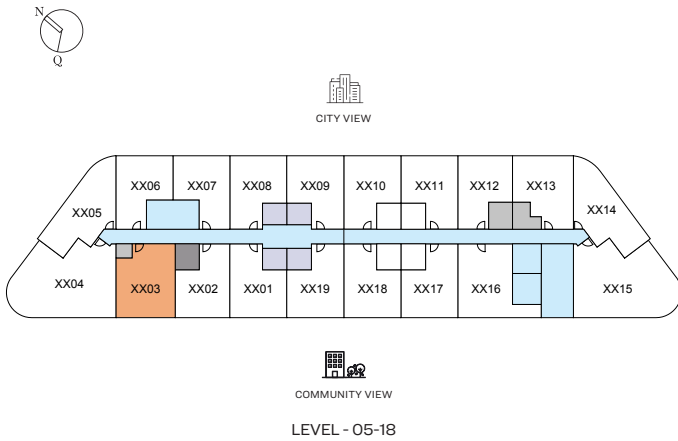 N
Q
CITY VIEW
XX06 XX07 XX08 XX09 XX10 XX11 XX12 XX13
XX05 XX14
XX04 XX03 XX02 XX01 XX19 XX18 XX17 XX16 XX15
COMMUNITY VIEW
LEVEL - 05-18